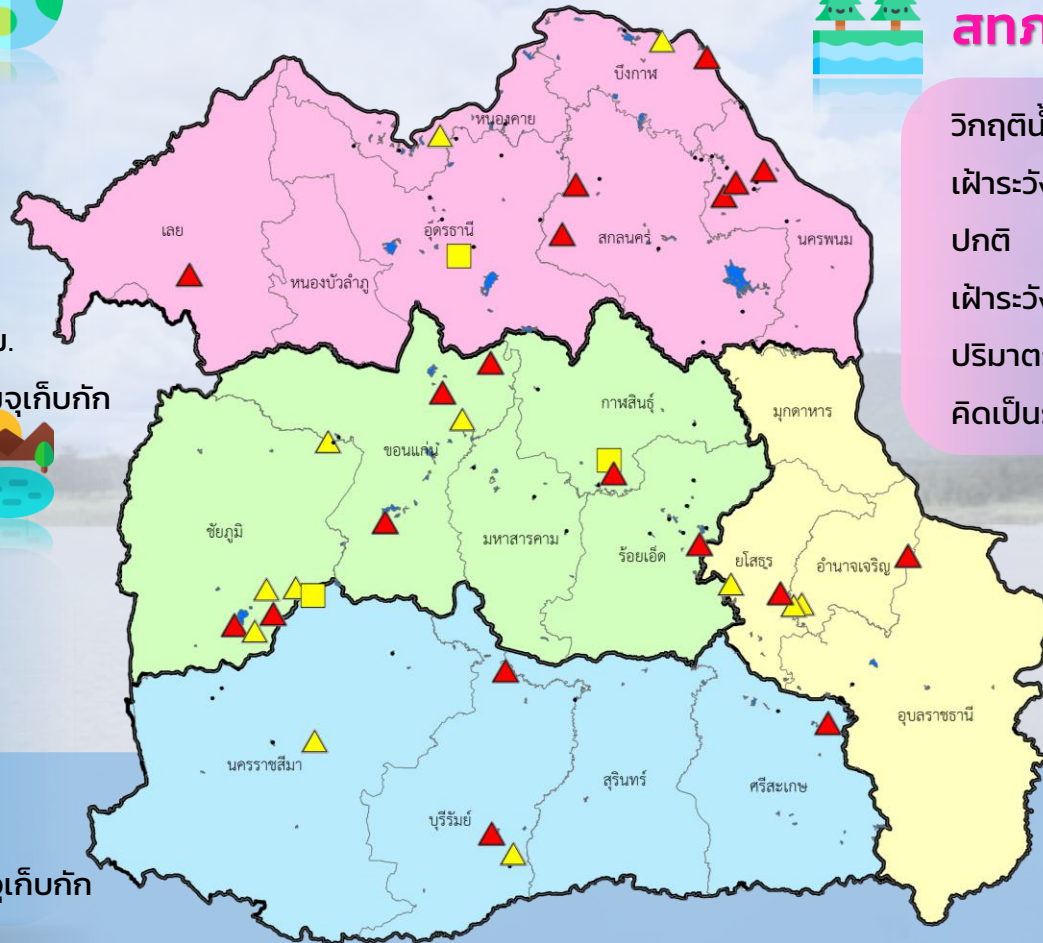 สทภ
วิกฤติน้ำ
เฝ้าระวัง
ปกติ
เฝ้าระวัง
ปริมาตร
คิดเป็น
ม.
จุเก็บกัก
จุเก็บกัก
บึงกาฬ
หนองคาย
เลย
อุดรธานี
สกลนคร
นครพนม
หนองบัวลำภู
กาฬสินธุ์
มุกดาหาร
ขอนแก่น
ชัยภูมิ
มหาสารคาม
ร้อยเอ็ด
ยโสธร
อำนาจเจริญ
อุบลราชธานี
นครราชสีมา
สุรินทร์
ศรีสะเกษ
บุรีรัมย์